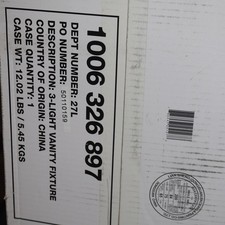 1006 326 897
DEPT NUMBER: 27L
PO NUMBER: 50110159
DESCRIPTION: 3-LIGHT VANITY FIXTURE
COUNTRY OF ORIGIN: CHINA
CASE QUANTITY: 1
CASE WT: 12.02 LBS / 5.45 KGS